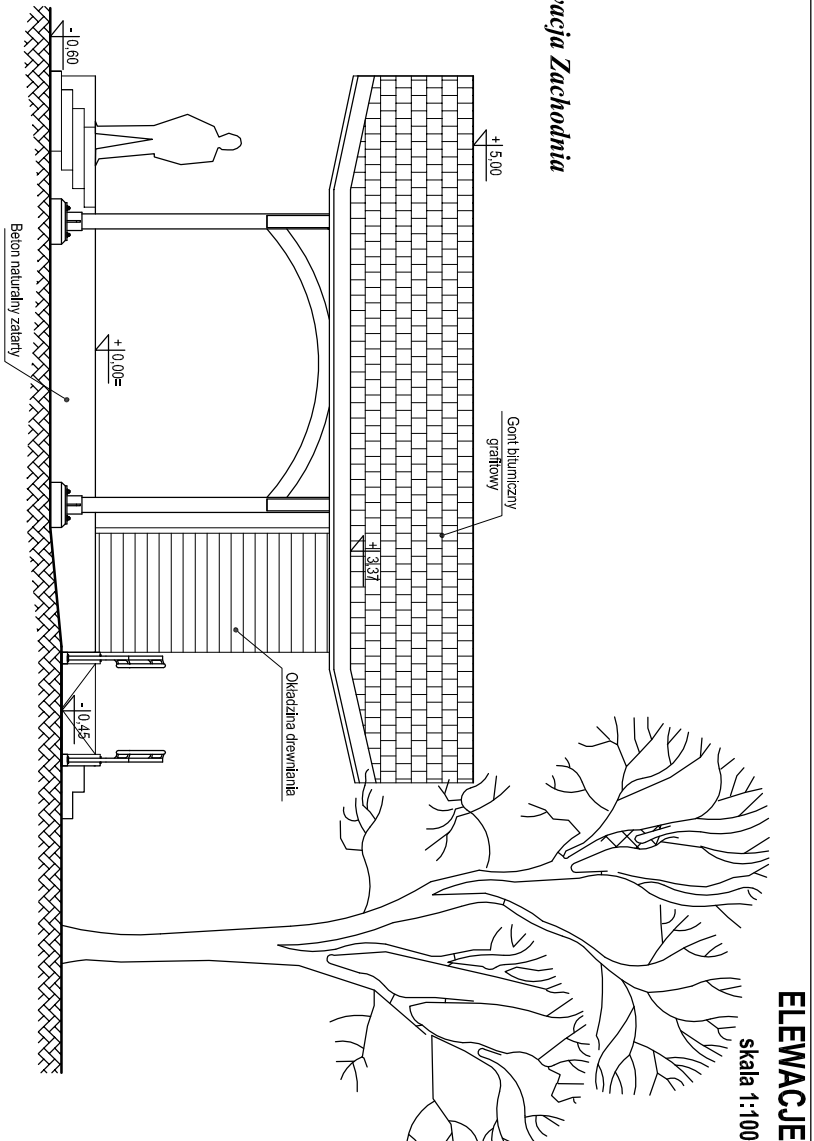 ELEWACJE
skala 1:100
wacja Zachodnia
+ 5,00
Gont bitumiczny
grafitowy
+ 3,37
Okładzina drewniania
+ 0,00=
- 0,60
- 0,45
Beton naturalny zatarty